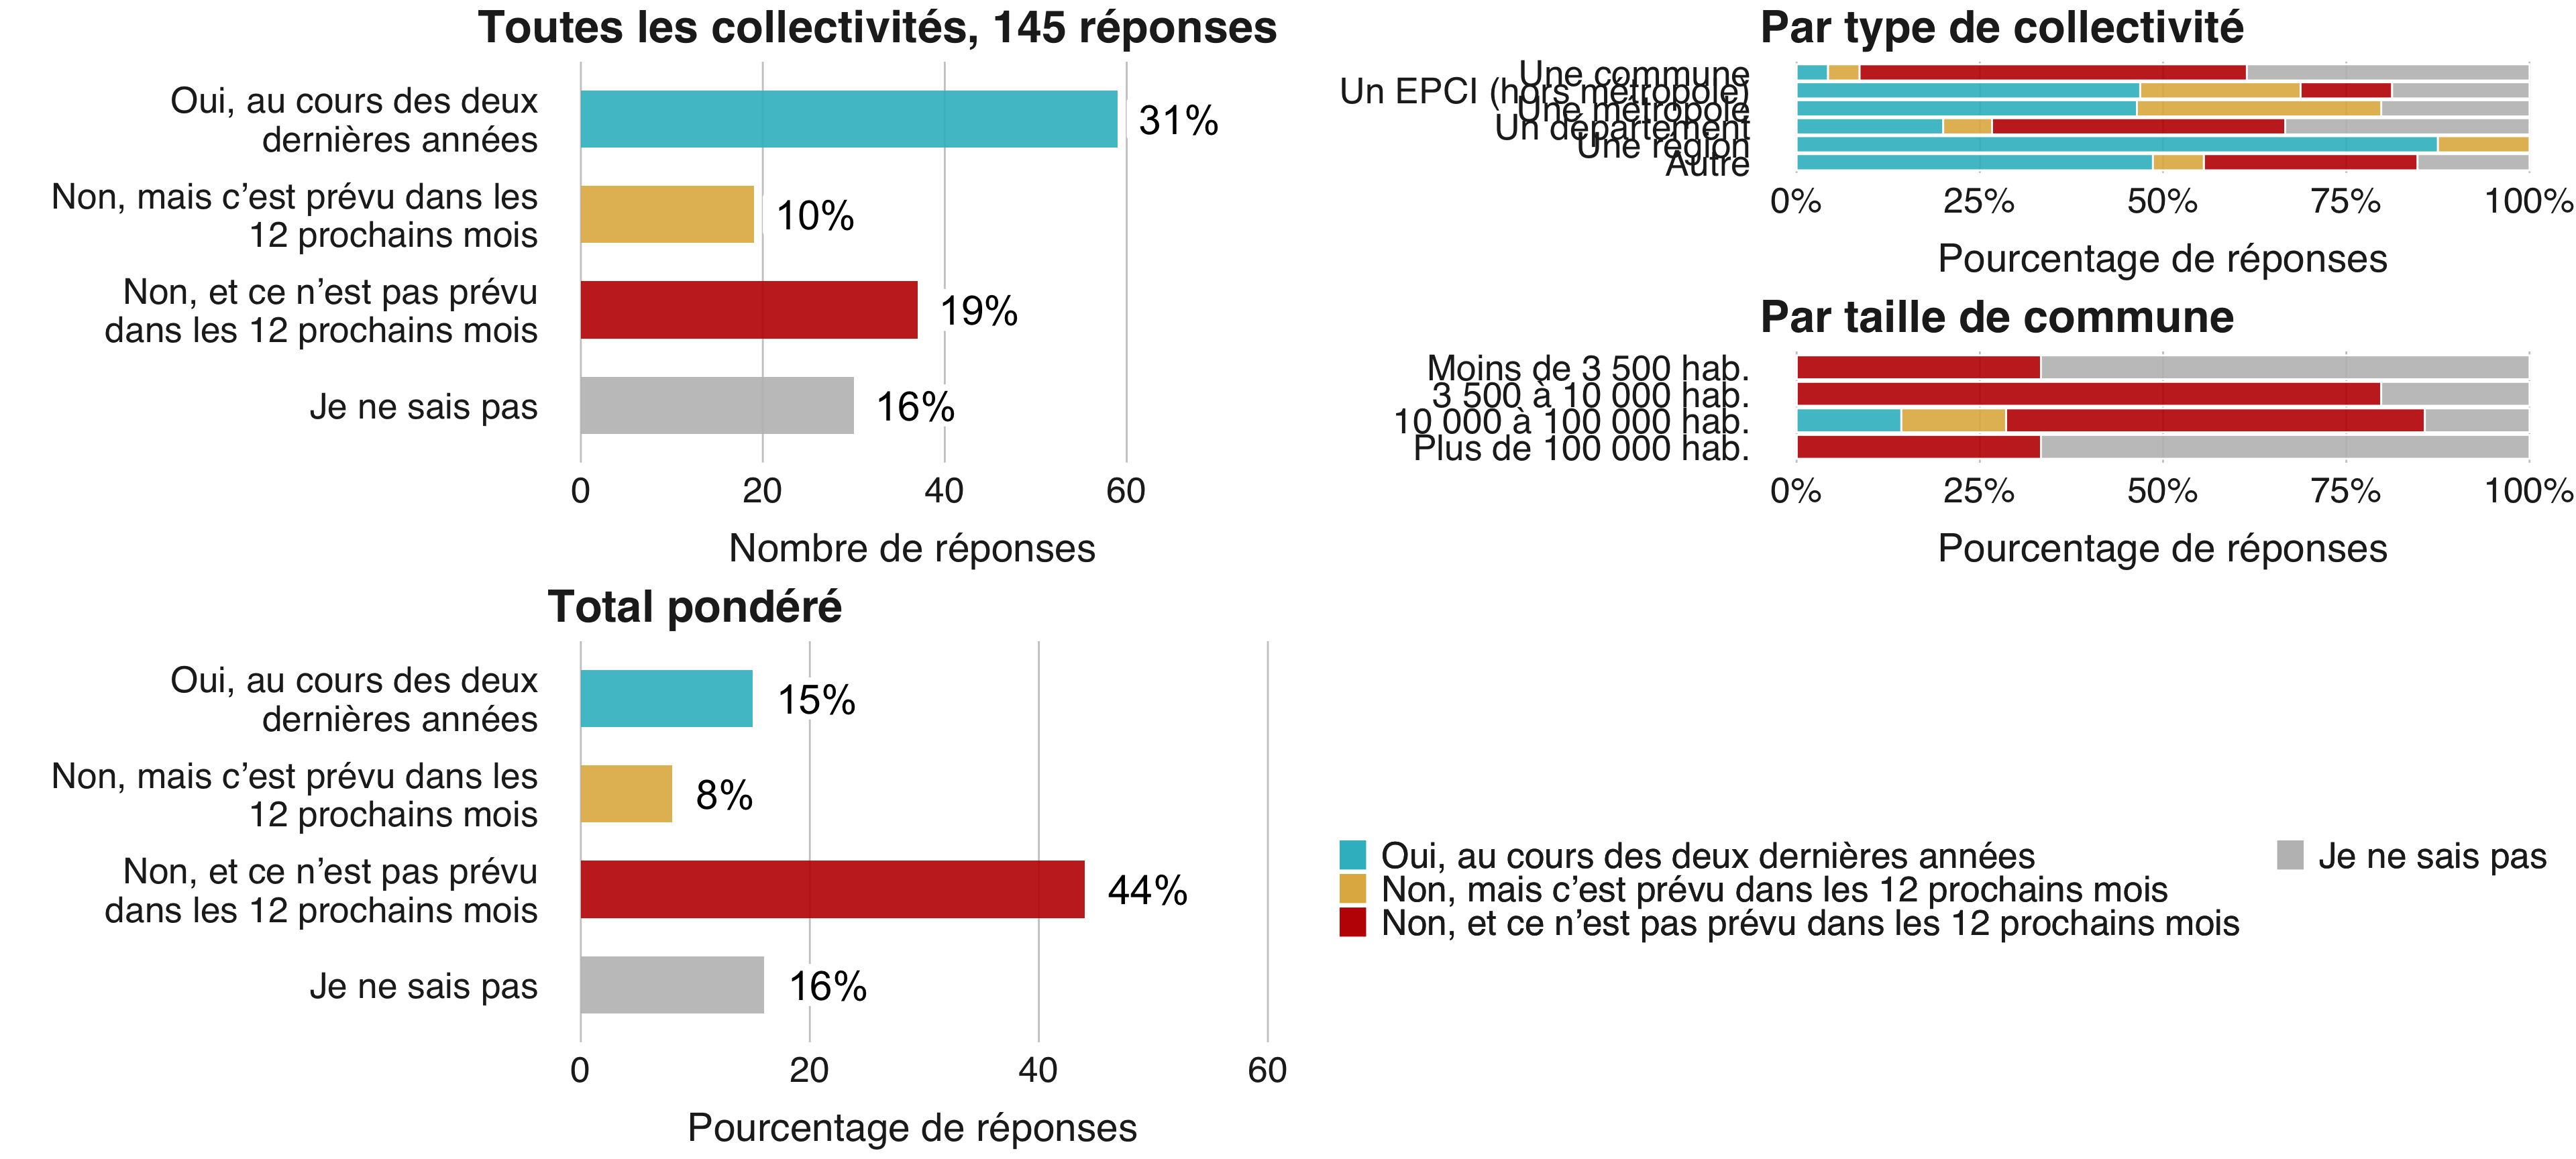 Toutes les collectivités, 145 réponses
Oui, au cours des deux
dernières années
31%
Non, mais c’est prévu dans les
12 prochains mois
10%
Non, et ce n’est pas prévu
dans les 12 prochains mois
19%
Je ne sais pas
16%
0 20 40 60
Nombre de réponses
Par type de collectivité
Une commune
Un EPCI (hors métropole)
Une métropole
Un département
Une région
Autre
0% 25% 50% 75% 100%
Pourcentage de réponses
Par taille de commune
Moins de 3 500 hab.
3 500 à 10 000 hab.
10 000 à 100 000 hab.
Plus de 100 000 hab.
0% 25% 50% 75% 100%
Pourcentage de réponses
Total pondéré
Oui, au cours des deux
dernières années
15%
Non, mais c’est prévu dans les
12 prochains mois
8%
Non, et ce n’est pas prévu
dans les 12 prochains mois
44%
Je ne sais pas
16%
0 20 40 60
Pourcentage de réponses
Oui, au cours des deux dernières années
Non, mais c’est prévu dans les 12 prochains mois
Non, et ce n’est pas prévu dans les 12 prochains mois
Je ne sais pas